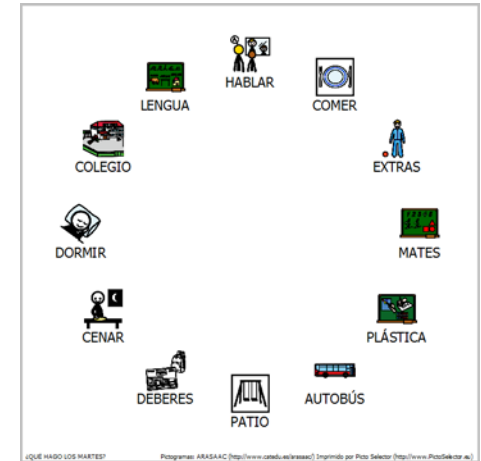 HABLAR
COMER
EXTRAS
MATES
PLÁSTICA
AUTOBÚS
PATIO
DEBERES
CENAR
DORMIR
COLEGIO
LENGUA
¿QUÉ HAGO LOS MARTES?
Pictogramas: ARASAAC (http://www.catedu.es/arasaac/) Imprimido por Picto Selector (http://www.PictoSelector.eu)